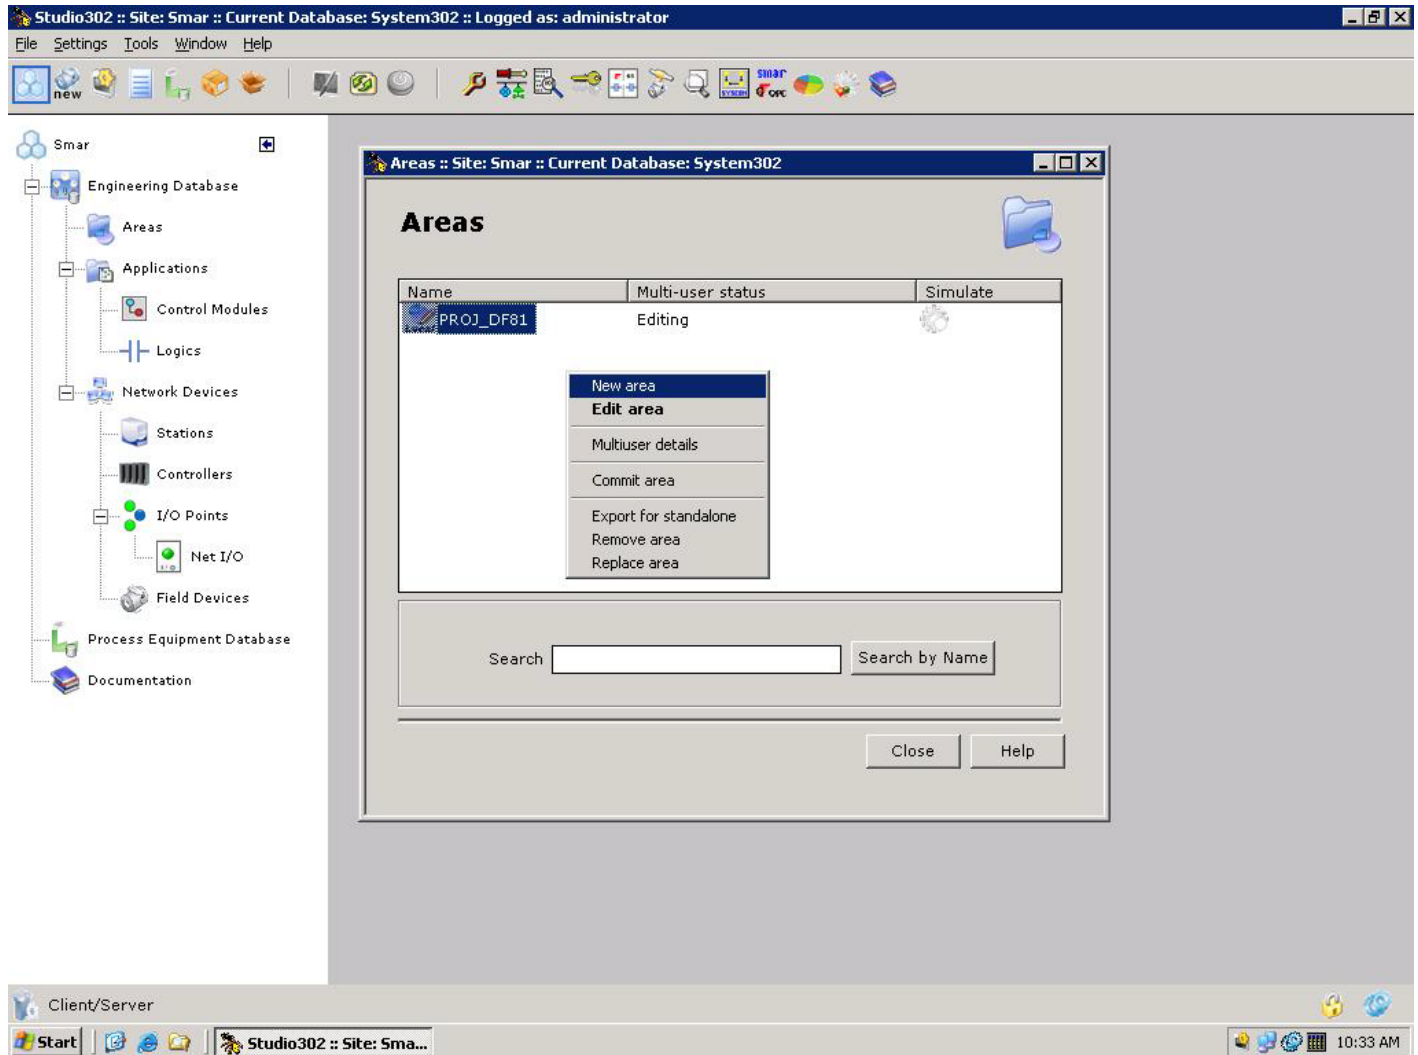 Studio302 :: Site: Smar :: Current Database: System302 :: Logged as: administrator
File Settings Tools Window Help
new
SYSCON
smar
OPC
Smar
Engineering Database
Areas
Applications
Control Modules
Logics
Network Devices
Stations
Controllers
I/O Points
Net I/O
Field Devices
Process Equipment Database
Documentation
Areas :: Site: Smar :: Current Database: System302
Areas
Name Multi-user status Simulate
PROJ_DF81 Editing
Local
New area
Edit area
Multiuser details
Commit area
Export for standalone
Remove area
Replace area
Search Search by Name
Close Help
Client/Server
Start Studio302 :: Site: Sma... 10:33 AM